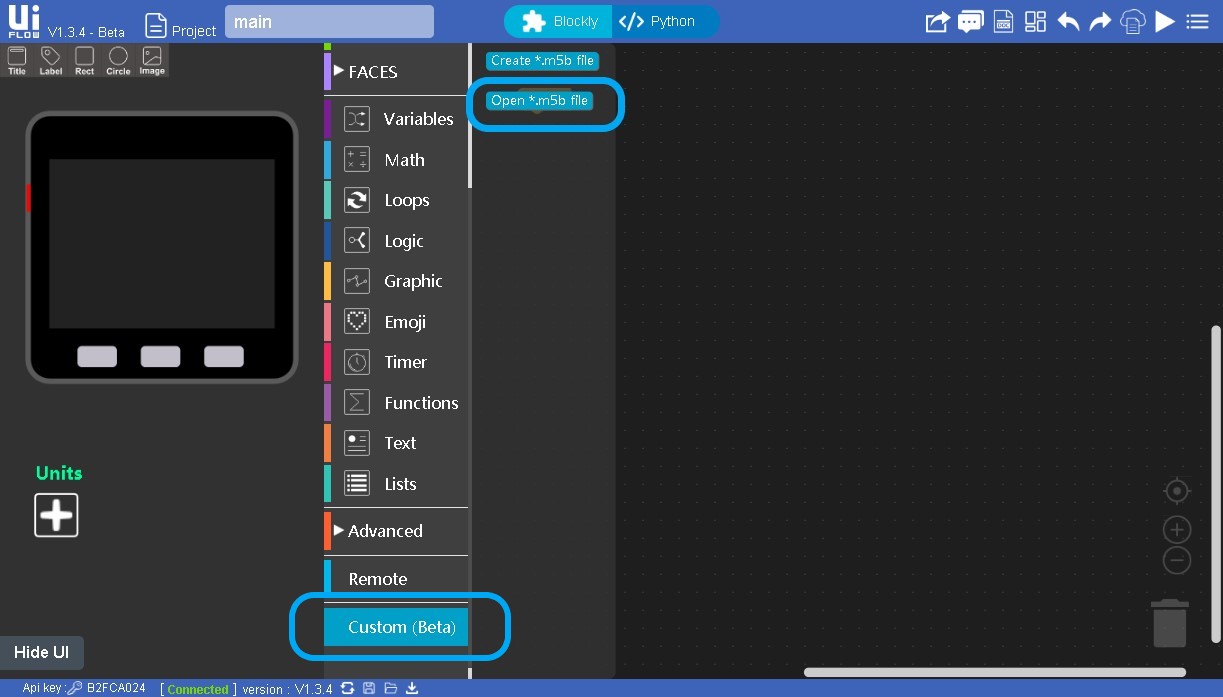 Ui
FLOW V1.3.4 - Beta
Project main
Blockly </> Python
DOC
Title Label Rect Circle Image
FACES
Variables
Math
Loops
Logic
Graphic
Emoji
Timer
Functions
Text
Lists
Advanced
Remote
Custom (Beta)
Create *.m5b file
Open *.m5b file
Units
Hide UI
Api key: B2FCA024 [ Connected ] version : V1.3.4